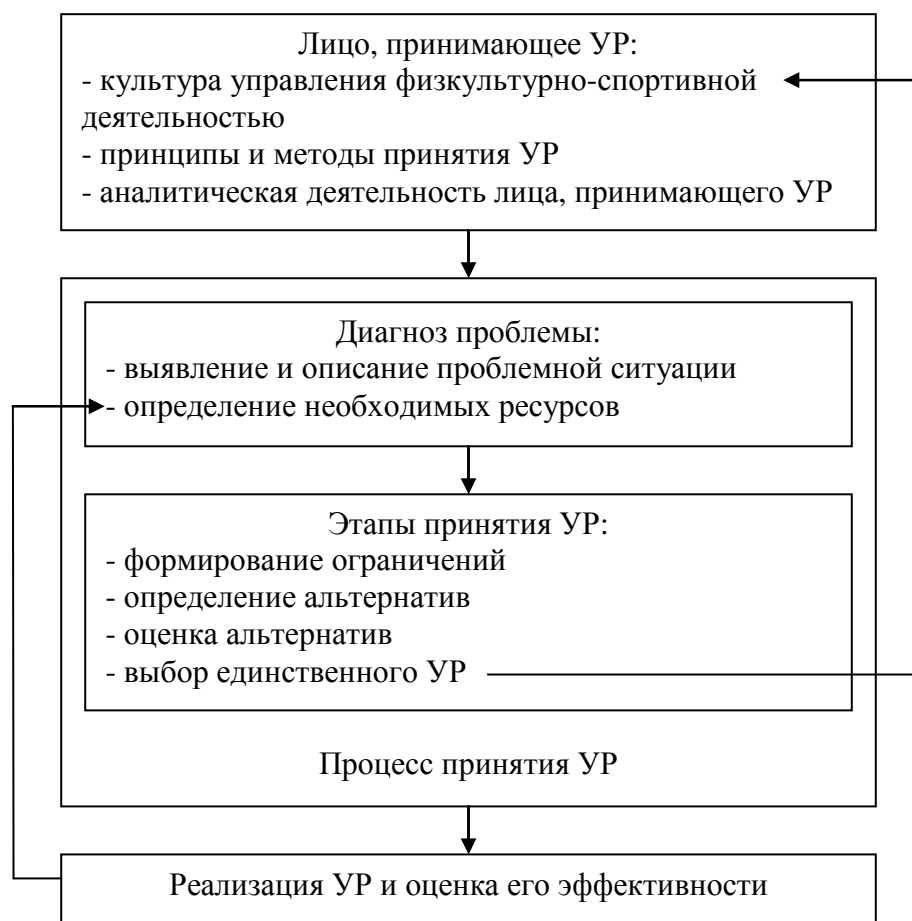 Лицо, принимающее УР:
- культура управления физкультурно-спортивной
деятельностью
- принципы и методы принятия УР
- аналитическая деятельность лица, принимающего УР
Диагноз проблемы:
- выявление и описание проблемной ситуации
- определение необходимых ресурсов
Этапы принятия УР:
- формирование ограничений
- определение альтернатив
- оценка альтернатив
- выбор единственного УР
Процесс принятия УР
Реализация УР и оценка его эффективности